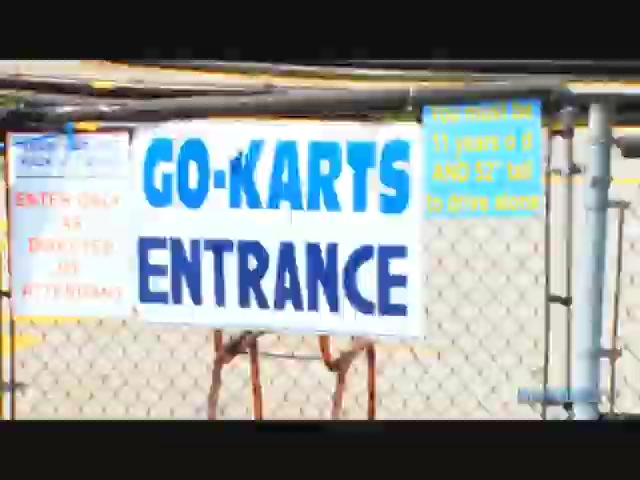 ENTER ONLY
AS
DIRECTED
BY
ATTENDANT
GO-KARTS
ENTRANCE
You must be
11 years old
AND 52" tall
to drive alone